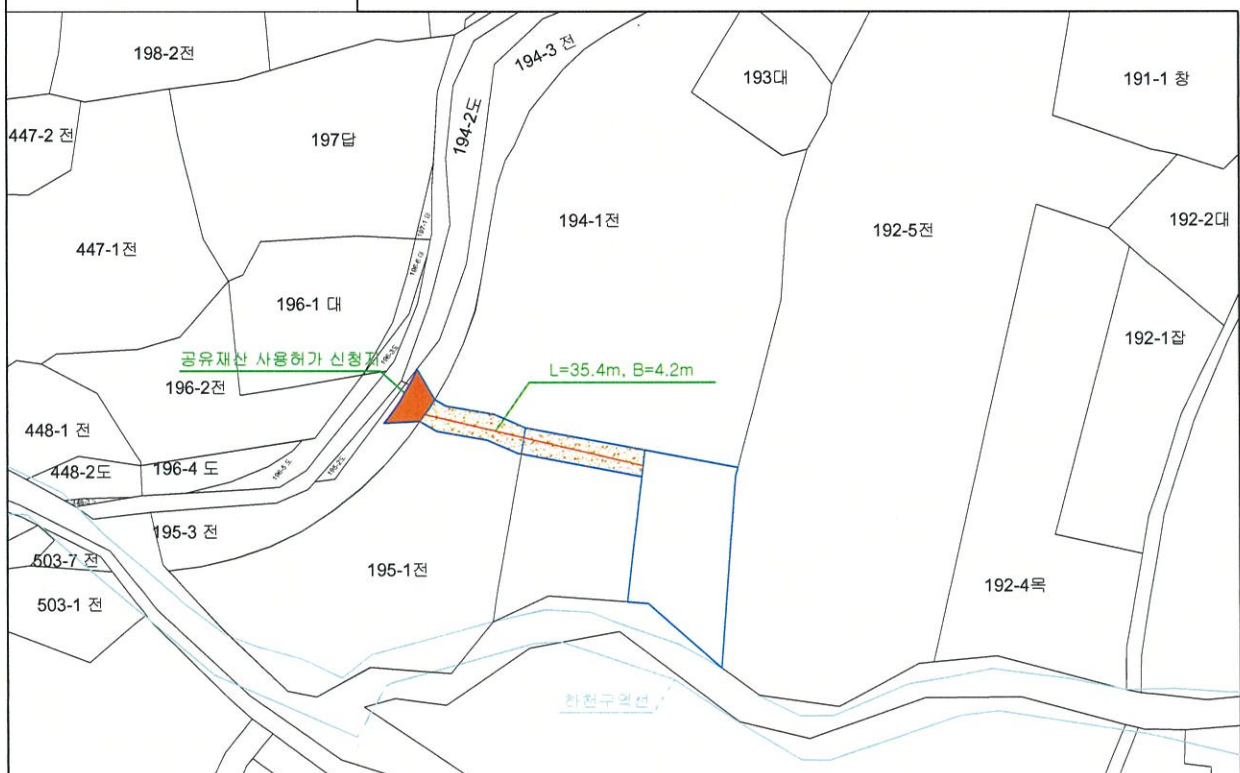 198-2전
194-3 전
193대
191-1 창
447-2 전
197답
194-2도
194-1전
192-5전
192-2대
447-1전
196-1 대
192-1잡
196-3도
공유재산 사용허가 신청지
L=35.4m, B=4.2m
196-2전
448-1 전
448-2도
196-4 도
195-3 전
503-7 전
195-1전
503-1 전
192-4목
하천구역선